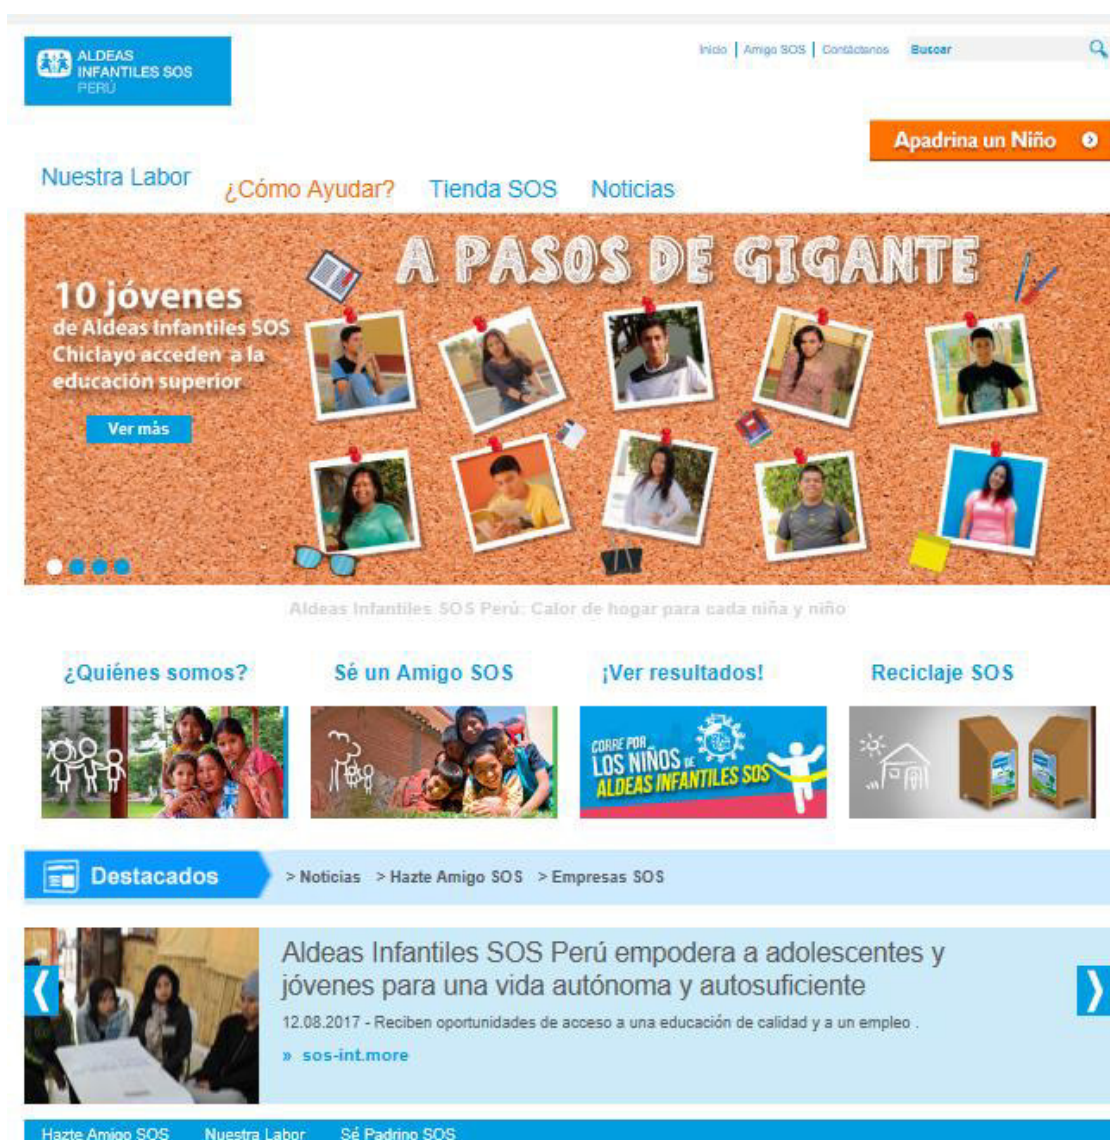 ALDEAS
INFANTILES SOS
PERÚ
Inicio | Amigo SOS | Contáctanos Buscar
Apadrina un Niño
Nuestra Labor ¿Cómo Ayudar? Tienda SOS Noticias
A PASOS DE GIGANTE
10 jóvenes
de Aldeas Infantiles SOS
Chiclayo acceden a la
educación superior
Ver más
Aldeas Infantiles SOS Perú: Calor de hogar para cada niña y niño
¿Quiénes somos? Sé un Amigo SOS ¡Ver resultados! Reciclaje SOS
CORRE POR
LOS NIÑOS DE
ALDEAS INFANTILES SOS
Destacados > Noticias > Hazte Amigo SOS > Empresas SOS
Aldeas Infantiles SOS Perú empodera a adolescentes y
jóvenes para una vida autónoma y autosuficiente
12.08.2017 - Reciben oportunidades de acceso a una educación de calidad y a un empleo .
» sos-int.more
Hazte Amigo SOS Nuestra Labor Sé Padrino SOS